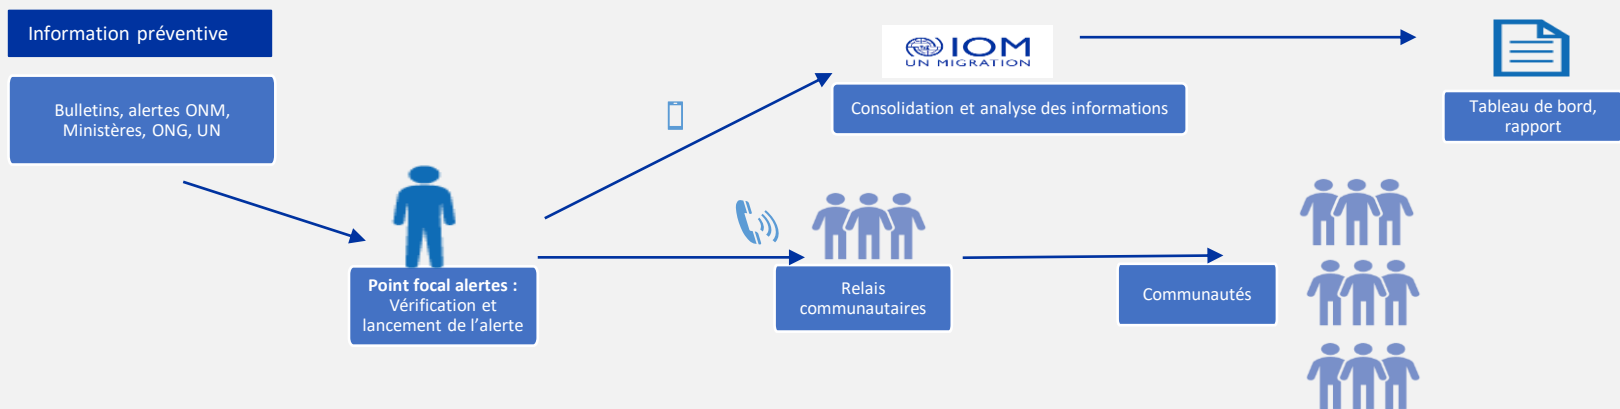 Information préventive
Bulletins, alertes ONM,
Ministères, ONG, UN
IOM
UN MIGRATION
Consolidation et analyse des informations
Tableau de bord,
rapport
Point focal alertes :
Vérification et
lancement de l’alerte
Relais
communautaires
Communautés